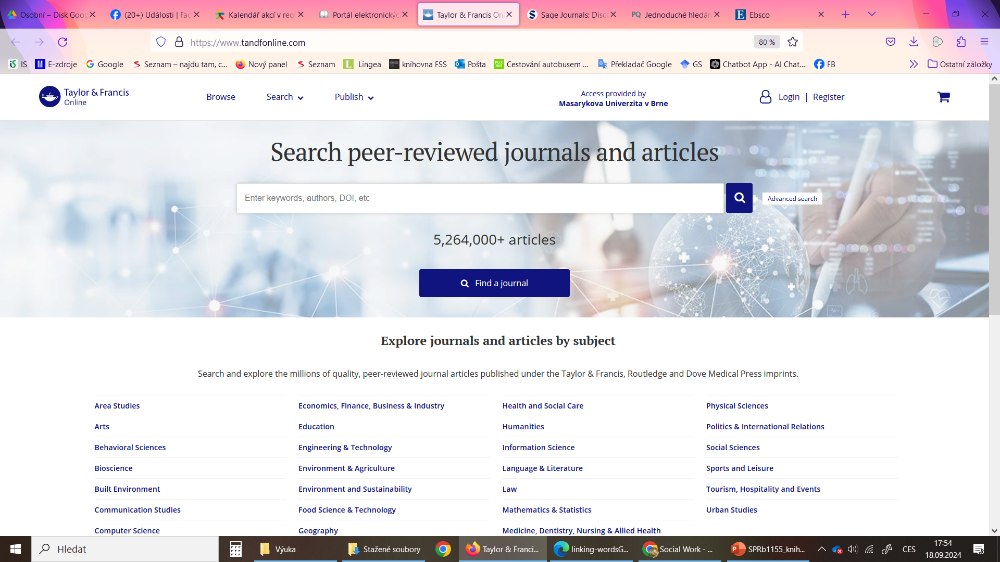 Osobní – Disk Goog
(20+) Události | Fac
Kalendář akcí v regi
Portál elektronických
Taylor & Francis Onl
Sage Journals: Disco
PQ Jednoduché hledán
Ebsco
https://www.tandfonline.com
80 %
IS
E-zdroje
Google
Seznam – najdu tam, c...
Nový panel
Seznam
Lingea
knihovna FSS
Pošta
Cestování autobusem ...
Překladač Google
GS
Chatbot App - AI Chat...
FB
Ostatní záložky
Taylor & Francis
Online
Browse
Search
Publish
Access provided by
Masarykova Univerzita v Brne
Login | Register
Search peer-reviewed journals and articles
Enter keywords, authors, DOI, etc
Advanced search
5,264,000+ articles
Find a journal
Explore journals and articles by subject
Search and explore the millions of quality, peer-reviewed journal articles published under the Taylor & Francis, Routledge and Dove Medical Press imprints.
Area Studies
Arts
Behavioral Sciences
Bioscience
Built Environment
Communication Studies
Computer Science
Economics, Finance, Business & Industry
Education
Engineering & Technology
Environment & Agriculture
Environment and Sustainability
Food Science & Technology
Geography
Health and Social Care
Humanities
Information Science
Language & Literature
Law
Mathematics & Statistics
Medicine, Dentistry, Nursing & Allied Health
Physical Sciences
Politics & International Relations
Social Sciences
Sports and Leisure
Tourism, Hospitality and Events
Urban Studies
Hledat
Výuka
Stažené soubory
Taylor & Franci...
linking-wordsG...
Social Work - ...
SPRb1155_knih...
CES
17:54
18.09.2024